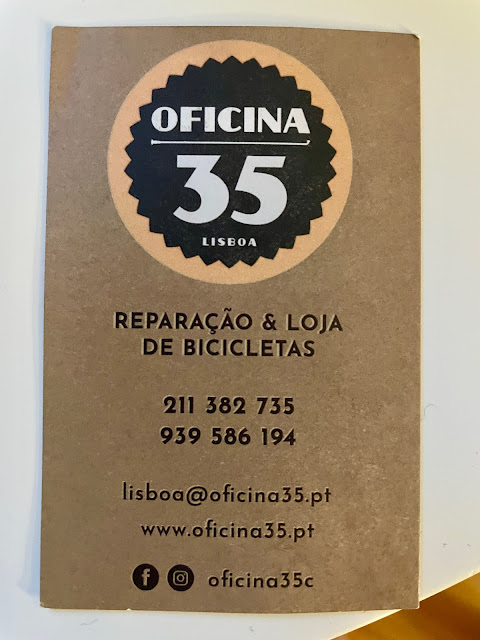 OFICINA
35
LISBOA
REPARAÇÃO & LOJA
DE BICICLETAS
211 382 735
939 586 194
lisboa@oficina35.pt
www.oficina35.pt
oficina35c